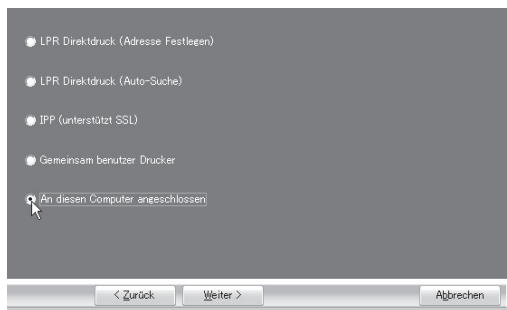 LPR Direktdruck (Adresse Festlegen)
LPR Direktdruck (Auto-Suche)
IPP (unterstützt SSL)
Gemeinsam benutzer Drucker
An diesen Computer angeschlossen
< Zurück Weiter > Abbrechen